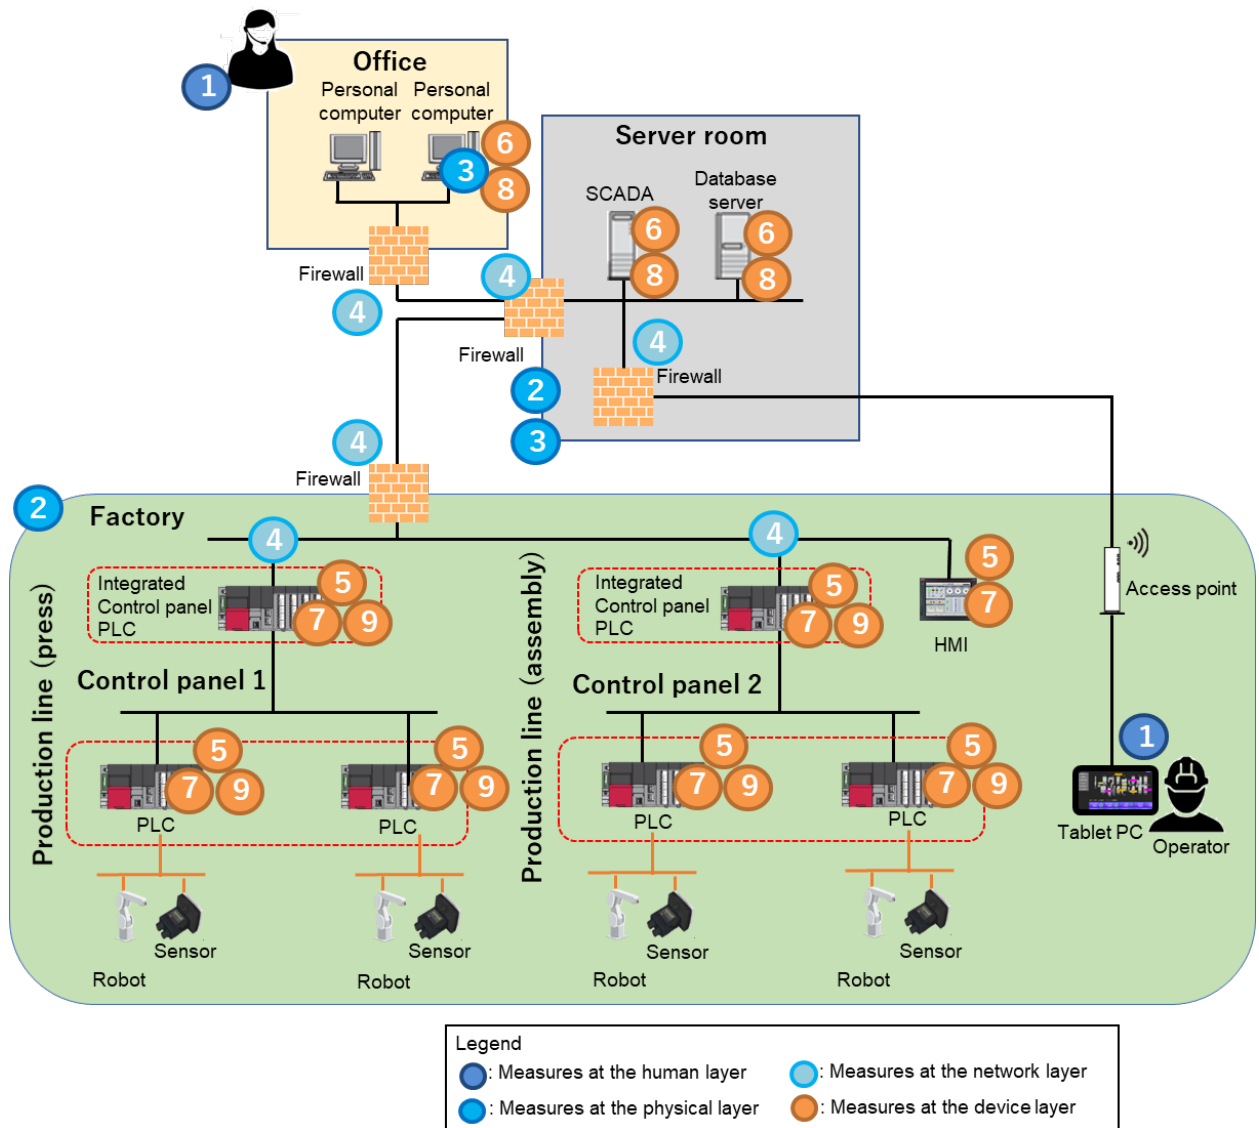 Office
Personal
computer
Personal
computer
1
3
6
8
Server room
SCADA
Database
server
6
8
6
8
Firewall
4
4
Firewall
4
Firewall
2
3
4
Firewall
2
Factory
4
4
Production line (press)
Integrated
Control panel
PLC
5
7
9
Production line (assembly)
Integrated
Control panel
PLC
5
7
9
5
7
HMI
Access point
Control panel 1
5
7
9
PLC
5
7
9
PLC
Control panel 2
5
7
9
PLC
5
7
9
PLC
1
Tablet PC
Operator
Robot
Sensor
Robot
Sensor
Robot
Sensor
Robot
Sensor
Legend
: Measures at the human layer
: Measures at the network layer
: Measures at the physical layer
: Measures at the device layer